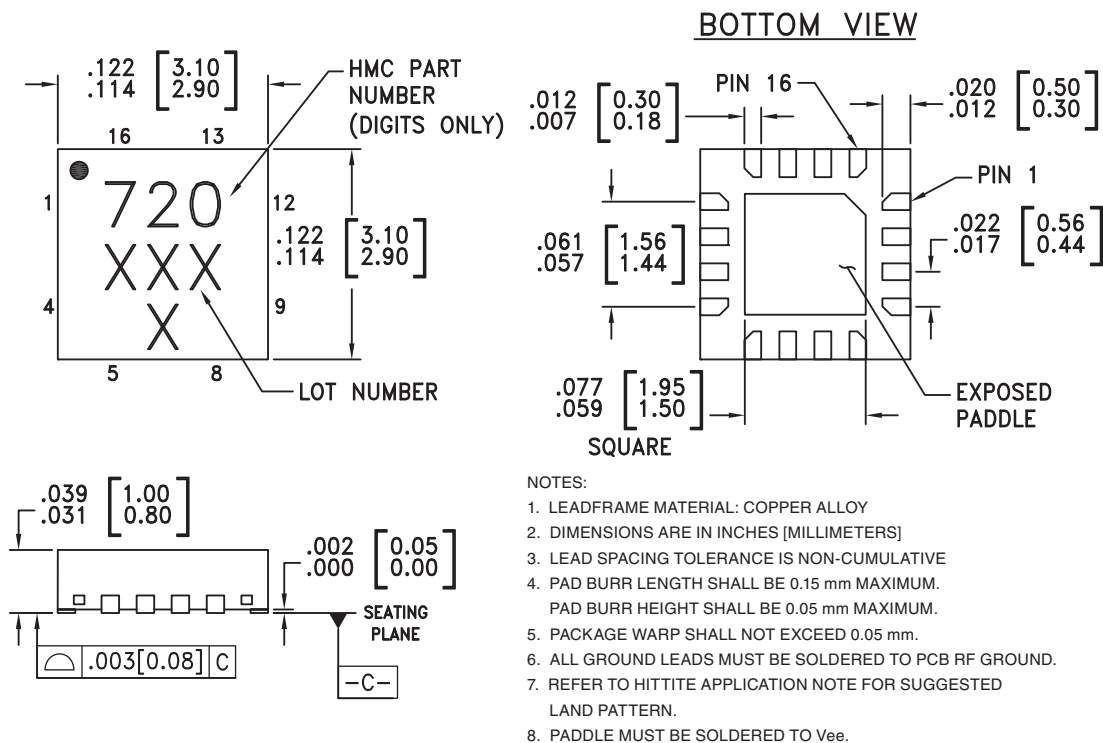 BOTTOM VIEW
.122 [3.10]
.114 [2.90]
HMC PART
NUMBER
(DIGITS ONLY)
16 13
1 12
4 9
5 8
720
XXX
X
.122 [3.10]
.114 [2.90]
LOT NUMBER
PIN 16
.012 [0.30]
.007 [0.18]
.020 [0.50]
.012 [0.30]
PIN 1
.022 [0.56]
.017 [0.44]
.061 [1.56]
.057 [1.44]
.077 [1.95]
.059 [1.50]
SQUARE
EXPOSED
PADDLE
.039 [1.00]
.031 [0.80]
.002 [0.05]
.000 [0.00]
SEATING
PLANE
.003[0.08] C
-C-
NOTES:
1. LEADFRAME MATERIAL: COPPER ALLOY
2. DIMENSIONS ARE IN INCHES [MILLIMETERS]
3. LEAD SPACING TOLERANCE IS NON-CUMULATIVE
4. PAD BURR LENGTH SHALL BE 0.15 mm MAXIMUM.
PAD BURR HEIGHT SHALL BE 0.05 mm MAXIMUM.
5. PACKAGE WARP SHALL NOT EXCEED 0.05 mm.
6. ALL GROUND LEADS MUST BE SOLDERED TO PCB RF GROUND.
7. REFER TO HITTITE APPLICATION NOTE FOR SUGGESTED
LAND PATTERN.
8. PADDLE MUST BE SOLDERED TO Vee.